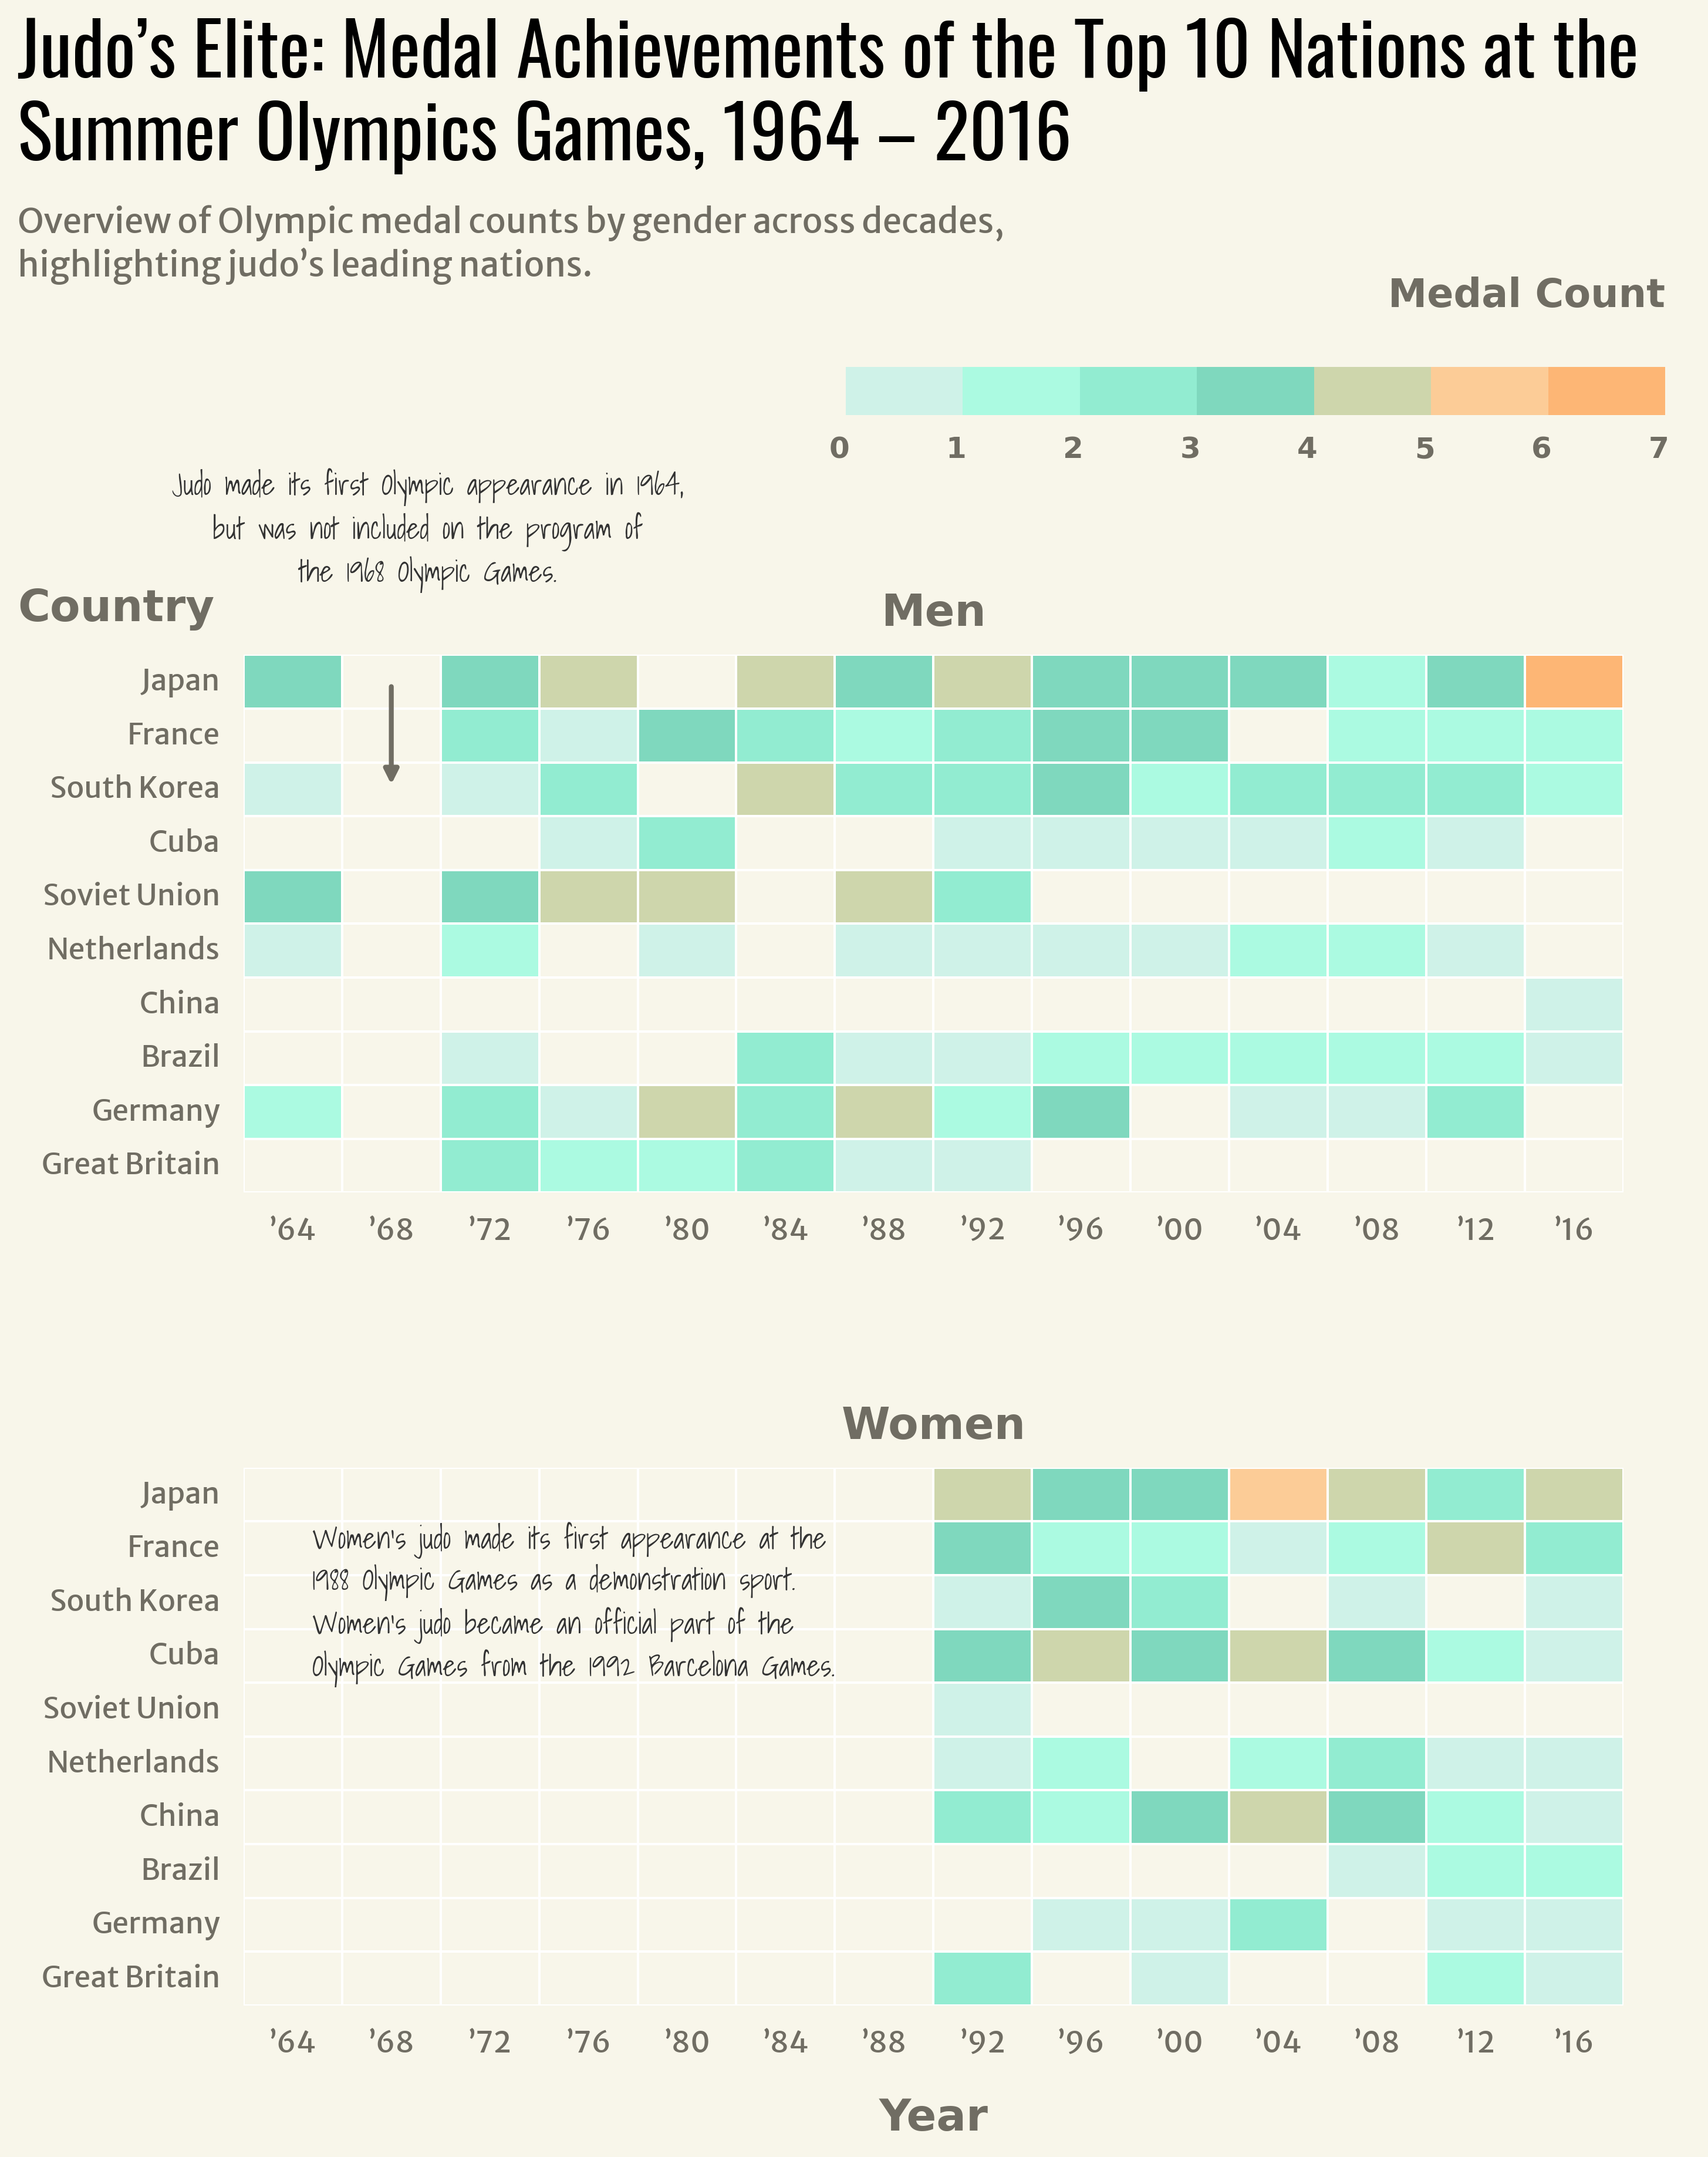 Judo’s Elite: Medal Achievements of the Top 10 Nations at the
Summer Olympics Games, 1964 – 2016
Overview of Olympic medal counts by gender across decades,
highlighting judo’s leading nations.
Medal Count
0 1 2 3 4 5 6 7
Judo made its first Olympic appearance in 1964,
but was not included on the program of
the 1968 Olympic Games.
Country
Men
Japan
France
South Korea
Cuba
Soviet Union
Netherlands
China
Brazil
Germany
Great Britain
’64 ’68 ’72 ’76 ’80 ’84 ’88 ’92 ’96 ’00 ’04 ’08 ’12 ’16
Women
Japan
France
South Korea
Cuba
Soviet Union
Netherlands
China
Brazil
Germany
Great Britain
Women's judo made its first appearance at the
1988 Olympic Games as a demonstration sport.
Women's judo became an official part of the
Olympic Games from the 1992 Barcelona Games.
’64 ’68 ’72 ’76 ’80 ’84 ’88 ’92 ’96 ’00 ’04 ’08 ’12 ’16
Year